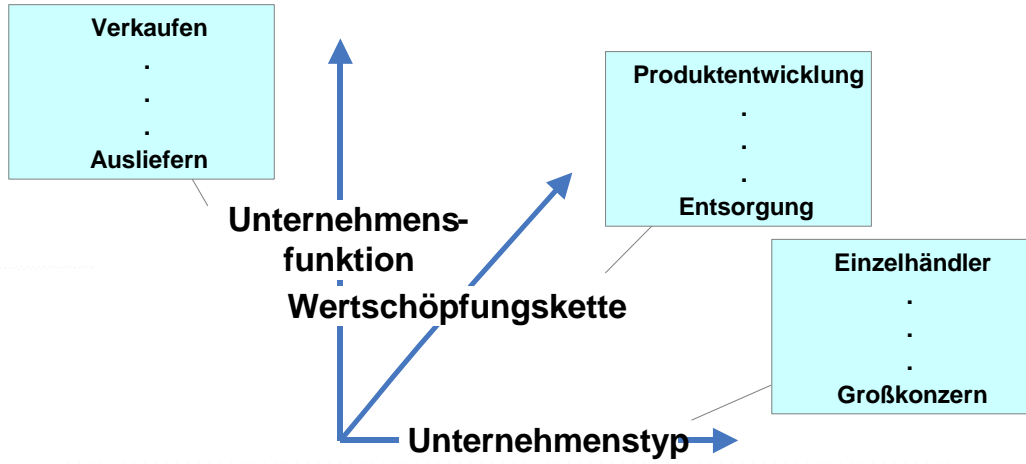 Verkaufen
.
.
.
Ausliefern
Produktentwicklung
.
.
.
Entsorgung
Unternehmens-
funktion
Wertschöpfungskette
Einzelhändler
.
.
.
Großkonzern
Unternehmenstyp